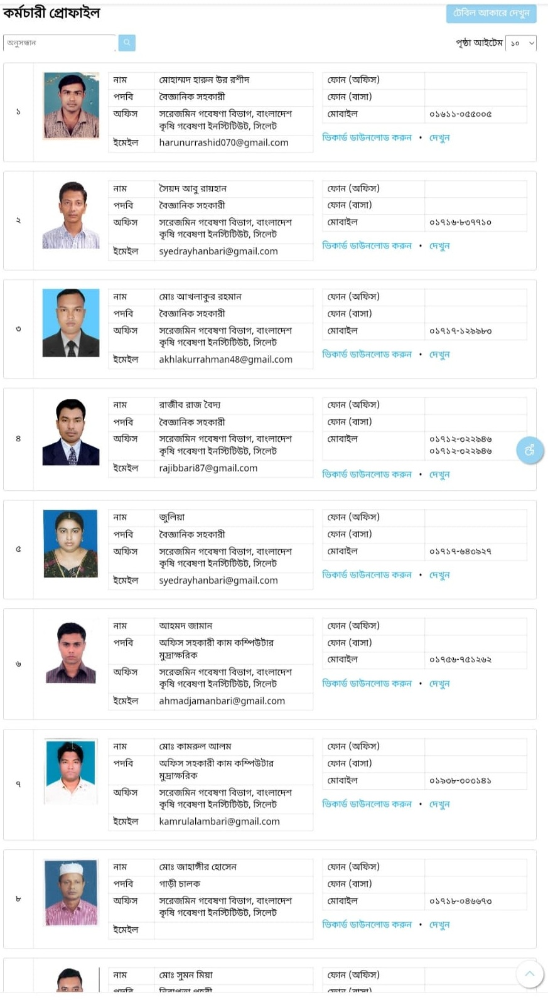 কর্মচারী প্রোফাইল
টেবিল আকারে দেখুন
অনুসন্ধান
পৃষ্ঠা আইটেম ১০
১
নাম মোহাম্মদ হারুন উর রশীদ
পদবি বৈজ্ঞানিক সহকারী
অফিস সরেজমিন গবেষণা বিভাগ, বাংলাদেশ
কৃষি গবেষণা ইনস্টিটিউট, সিলেট
ইমেইল harunurrashid070@gmail.com
ফোন (অফিস)
ফোন (বাসা)
মোবাইল ০১৬১১-০৫৫০০৫
ভিকার্ড ডাউনলোড করুন • দেখুন
২
নাম সৈয়দ আবু রায়হান
পদবি বৈজ্ঞানিক সহকারী
অফিস সরেজমিন গবেষণা বিভাগ, বাংলাদেশ
কৃষি গবেষণা ইনস্টিটিউট, সিলেট
ইমেইল syedrayhanbari@gmail.com
ফোন (অফিস)
ফোন (বাসা)
মোবাইল ০১৭১৬-৮৩৭৭১০
ভিকার্ড ডাউনলোড করুন • দেখুন
৩
নাম মোঃ আখলাকুর রহমান
পদবি বৈজ্ঞানিক সহকারী
অফিস সরেজমিন গবেষণা বিভাগ, বাংলাদেশ
কৃষি গবেষণা ইনস্টিটিউট, সিলেট
ইমেইল akhlakurrahman48@gmail.com
ফোন (অফিস)
ফোন (বাসা)
মোবাইল ০১৭১৭-১২৯৯৮৩
ভিকার্ড ডাউনলোড করুন • দেখুন
৪
নাম রাজীব রাজ বৈদ্য
পদবি বৈজ্ঞানিক সহকারী
অফিস সরেজমিন গবেষণা বিভাগ, বাংলাদেশ
কৃষি গবেষণা ইনস্টিটিউট, সিলেট
ইমেইল rajibbari87@gmail.com
ফোন (অফিস)
ফোন (বাসা)
মোবাইল ০১৭১২-৩২২৯৪৬
০১৭১২-৩২২৯৪৬
ভিকার্ড ডাউনলোড করুন • দেখুন
৫
নাম জুলিয়া
পদবি বৈজ্ঞানিক সহকারী
অফিস সরেজমিন গবেষণা বিভাগ, বাংলাদেশ
কৃষি গবেষণা ইনস্টিটিউট, সিলেট
ইমেইল syedrayhanbari@gmail.com
ফোন (অফিস)
ফোন (বাসা)
মোবাইল ০১৭১৭-৬৪৩৯২৭
ভিকার্ড ডাউনলোড করুন • দেখুন
৬
নাম আহমদ জামান
পদবি অফিস সহকারী কাম কম্পিউটার
মুদ্রাক্ষরিক
অফিস সরেজমিন গবেষণা বিভাগ, বাংলাদেশ
কৃষি গবেষণা ইনস্টিটিউট, সিলেট
ইমেইল ahmadjamanbari@gmail.com
ফোন (অফিস)
ফোন (বাসা)
মোবাইল ০১৭৫৬-৭৫১২৬২
ভিকার্ড ডাউনলোড করুন • দেখুন
৭
নাম মোঃ কামরুল আলম
পদবি অফিস সহকারী কাম কম্পিউটার
মুদ্রাক্ষরিক
অফিস সরেজমিন গবেষণা বিভাগ, বাংলাদেশ
কৃষি গবেষণা ইনস্টিটিউট, সিলেট
ইমেইল kamrulalambari@gmail.com
ফোন (অফিস)
ফোন (বাসা)
মোবাইল ০১৯৩৮-৩০৩১৪১
ভিকার্ড ডাউনলোড করুন • দেখুন
৮
নাম মোঃ জাহাঙ্গীর হোসেন
পদবি গাড়ী চালক
অফিস সরেজমিন গবেষণা বিভাগ, বাংলাদেশ
কৃষি গবেষণা ইনস্টিটিউট, সিলেট
ইমেইল
ফোন (অফিস)
ফোন (বাসা)
মোবাইল ০১৭১৮-০৪৬৬৭৩
ভিকার্ড ডাউনলোড করুন • দেখুন
নাম মোঃ সুমন মিয়া
পদবি নিরাপত্তা প্রহরী
ফোন (অফিস)
ফোন (বাসা)